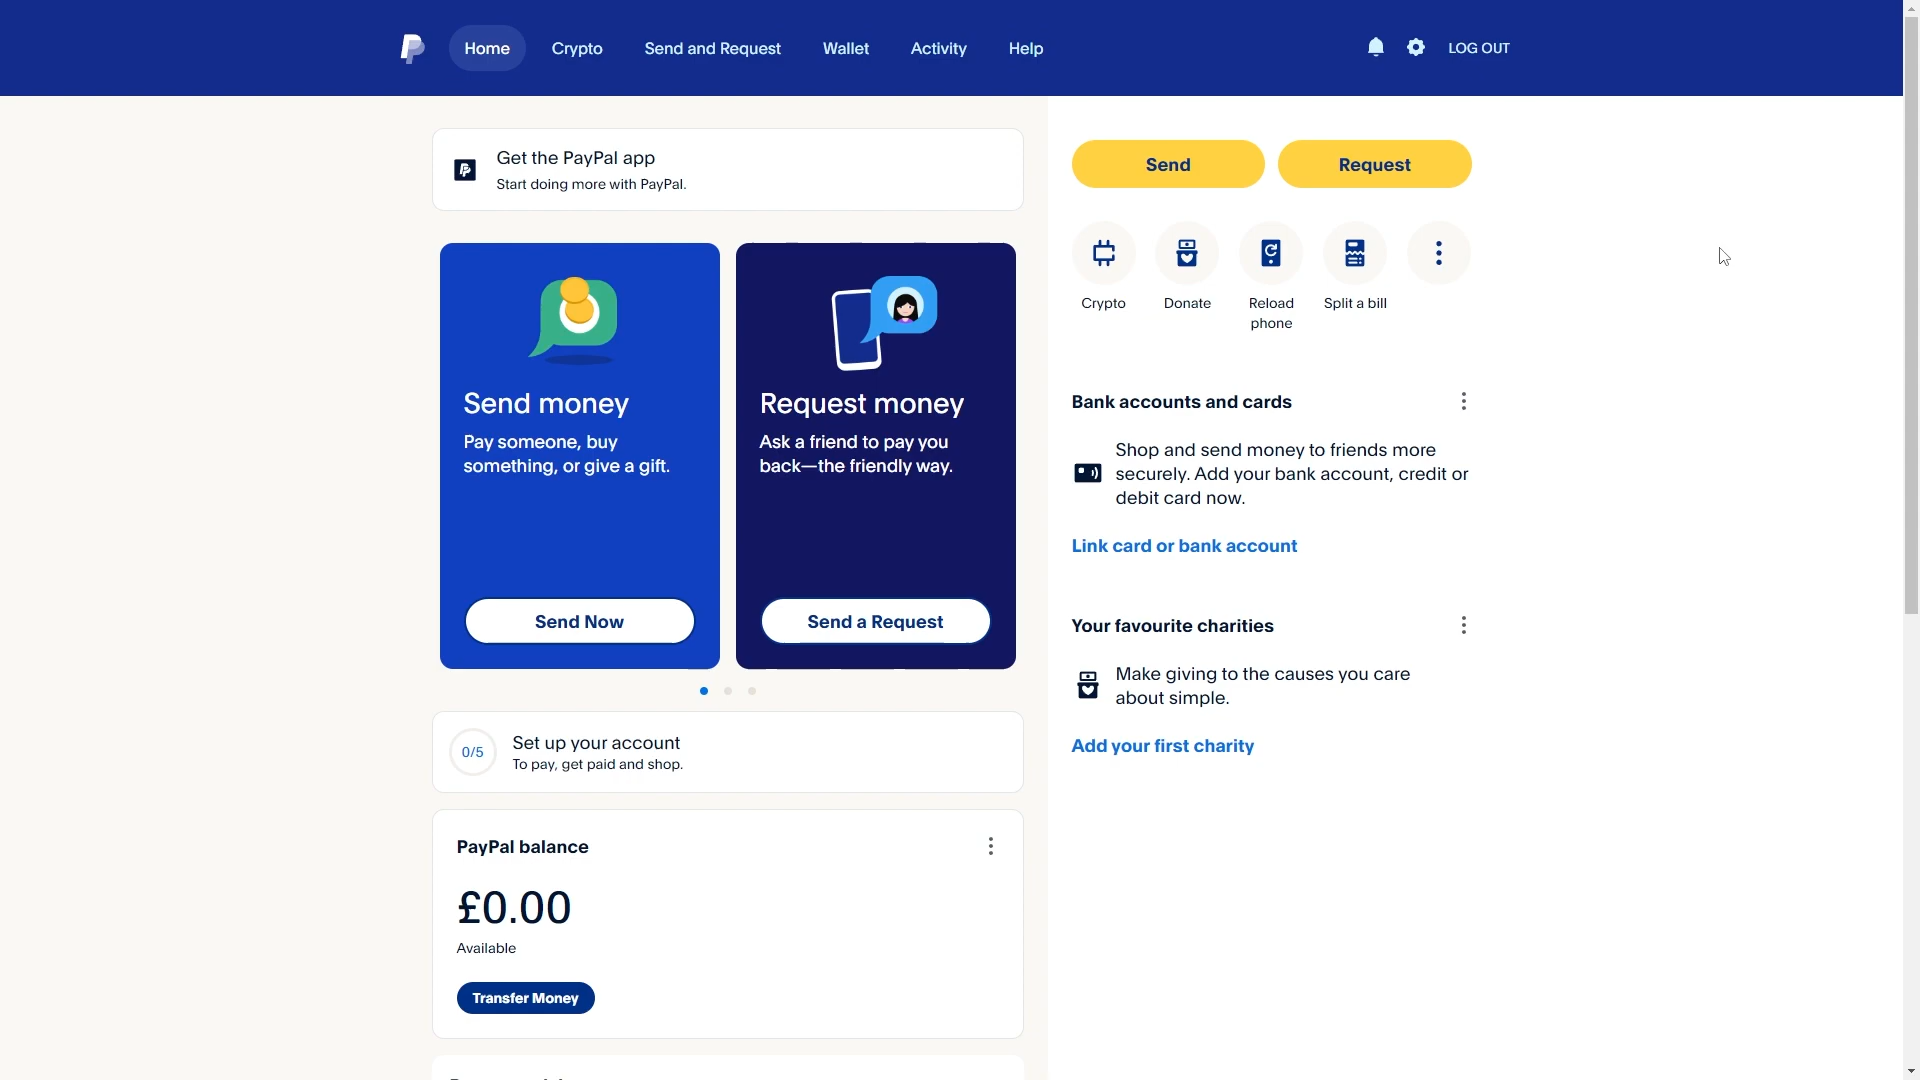 Home
Crypto
Send and Request
Wallet
Activity
Help
LOG OUT
Get the PayPal app
Start doing more with PayPal.
Send money
Pay someone, buy
something, or give a gift.
Send Now
Request money
Ask a friend to pay you
back—the friendly way.
Send a Request
0/5
Set up your account
To pay, get paid and shop.
PayPal balance
£0.00
Available
Transfer Money
Send
Request
Crypto
Donate
Reload
phone
Split a bill
Bank accounts and cards
Shop and send money to friends more
securely. Add your bank account, credit or
debit card now.
Link card or bank account
Your favourite charities
Make giving to the causes you care
about simple.
Add your first charity